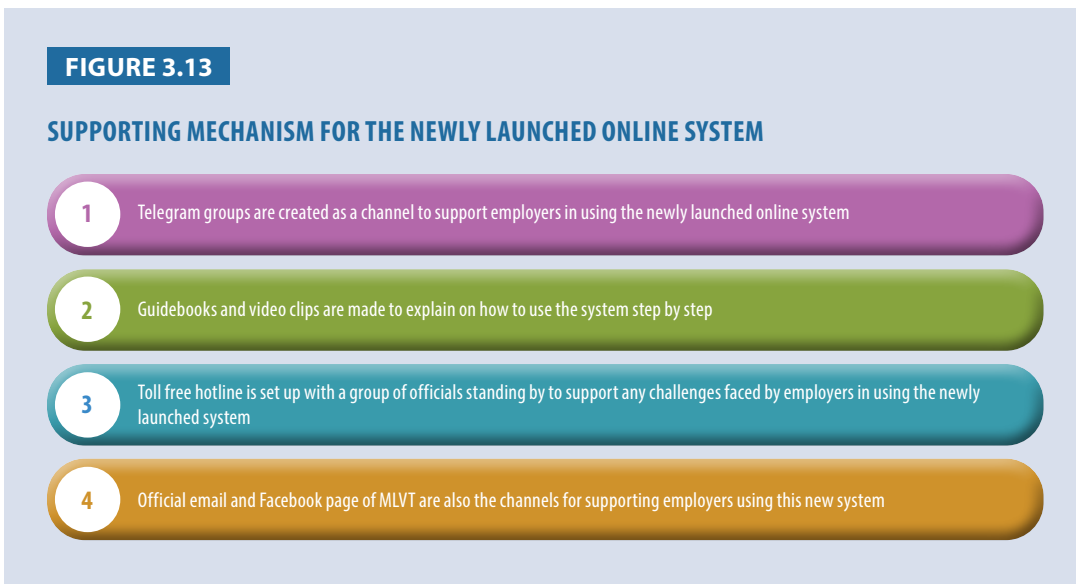 FIGURE 3.13
SUPPORTING MECHANISM FOR THE NEWLY LAUNCHED ONLINE SYSTEM
1
Telegram groups are created as a channel to support employers in using the newly launched online system
2
Guidebooks and video clips are made to explain on how to use the system step by step
3
Toll free hotline is set up with a group of officials standing by to support any challenges faced by employers in using the newly
launched system
4
Official email and Facebook page of MLVT are also the channels for supporting employers using this new system